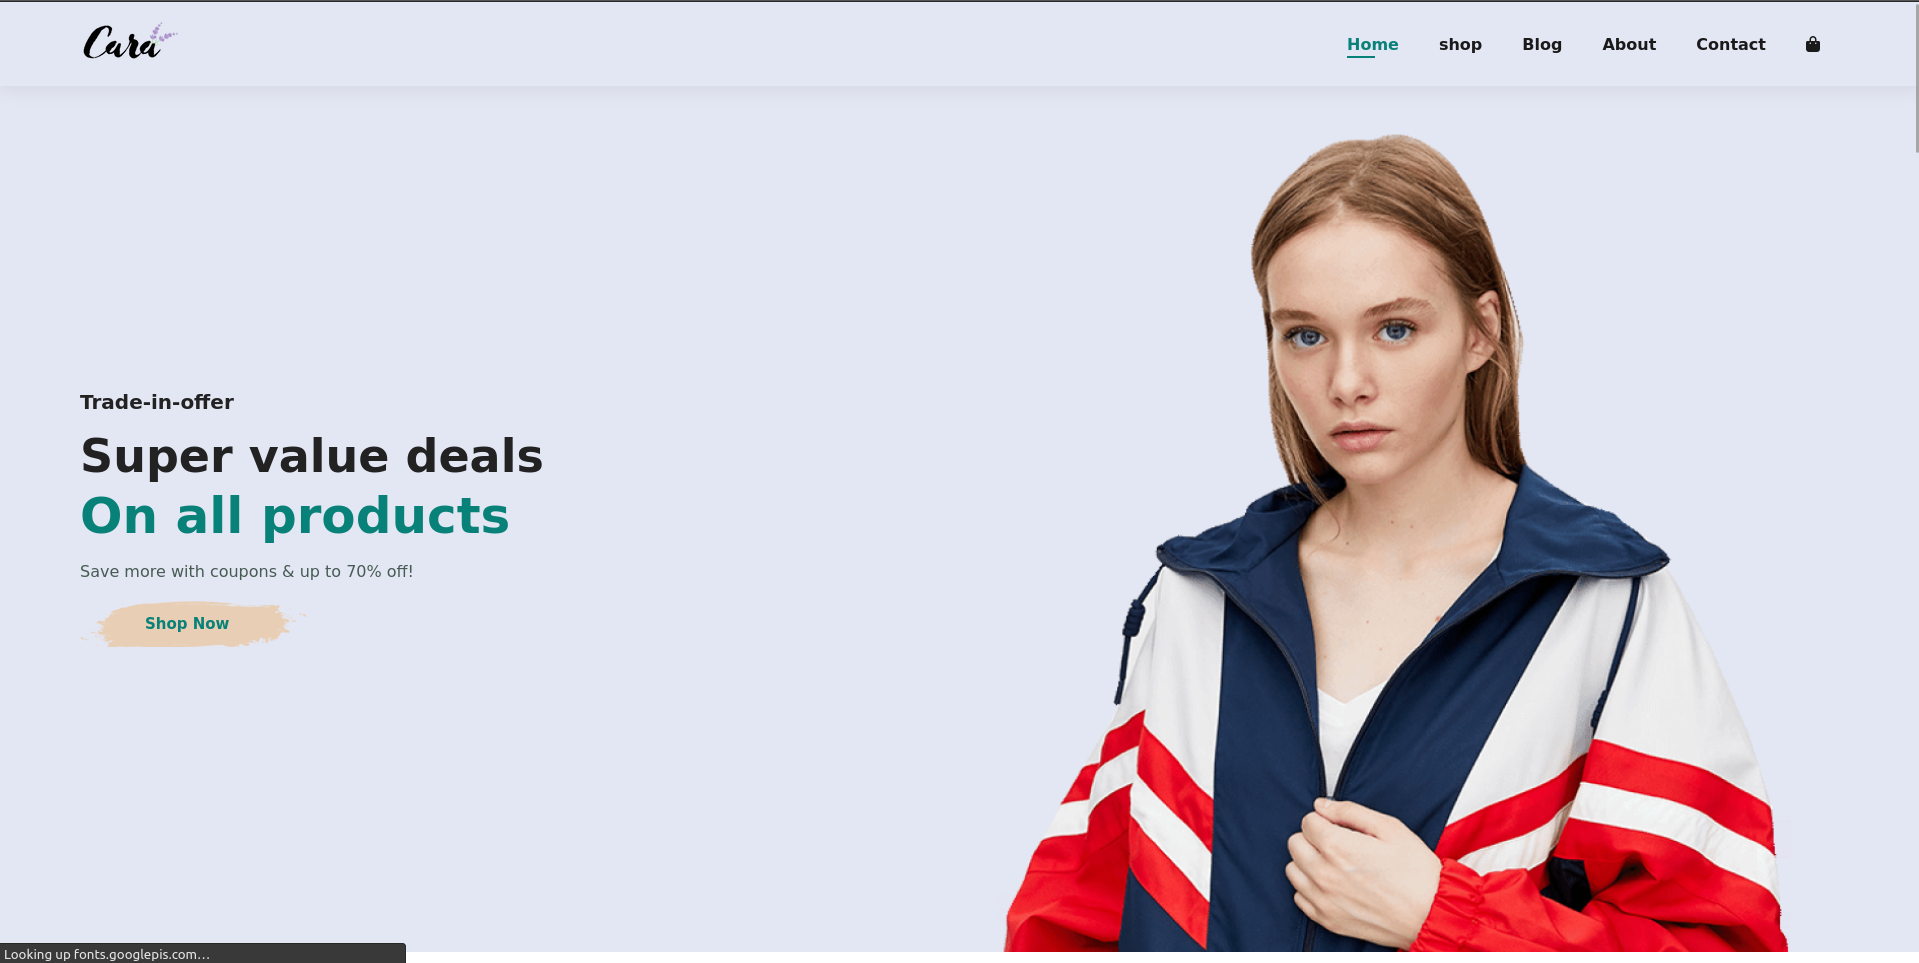 Cara
Home shop Blog About Contact
Trade-in-offer
Super value deals
On all products
Save more with coupons & up to 70% off!
Shop Now
Looking up fonts.googlepis.com...